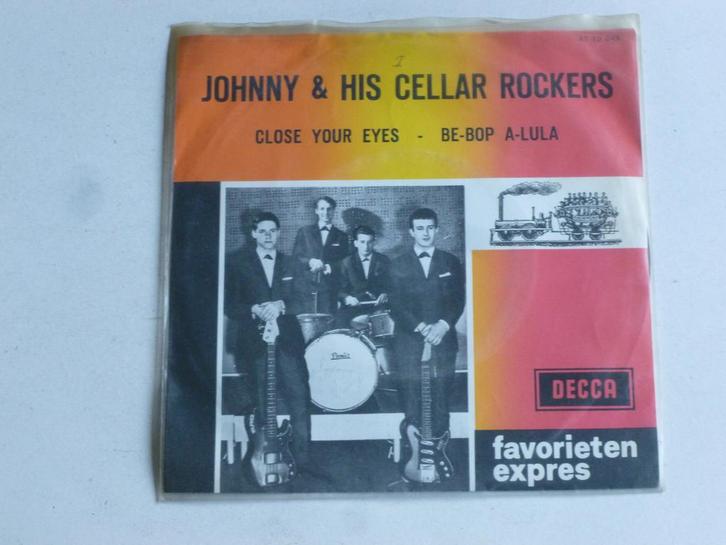 JOHNNY & HIS CELLAR ROCKERS
CLOSE YOUR EYES - BE-BOP A-LULA
DECCA
favorieten
expres